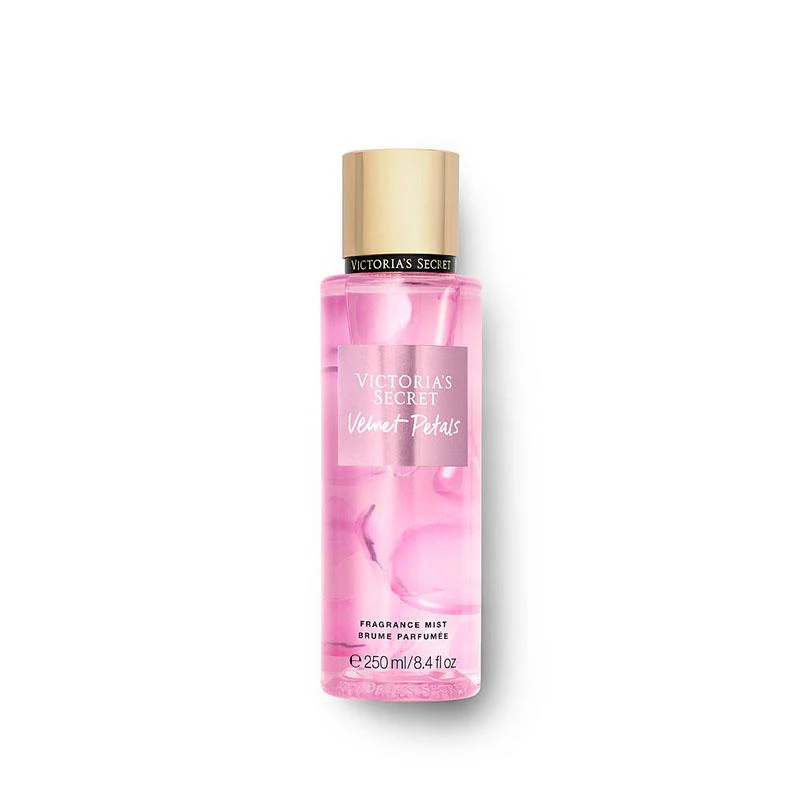 VICTORIA'S SECRET
VICTORIA'S
SECRET
Velvet Petals
FRAGRANCE MIST
BRUME PARFUMÉE
℮ 250 ml/8.4 fl oz